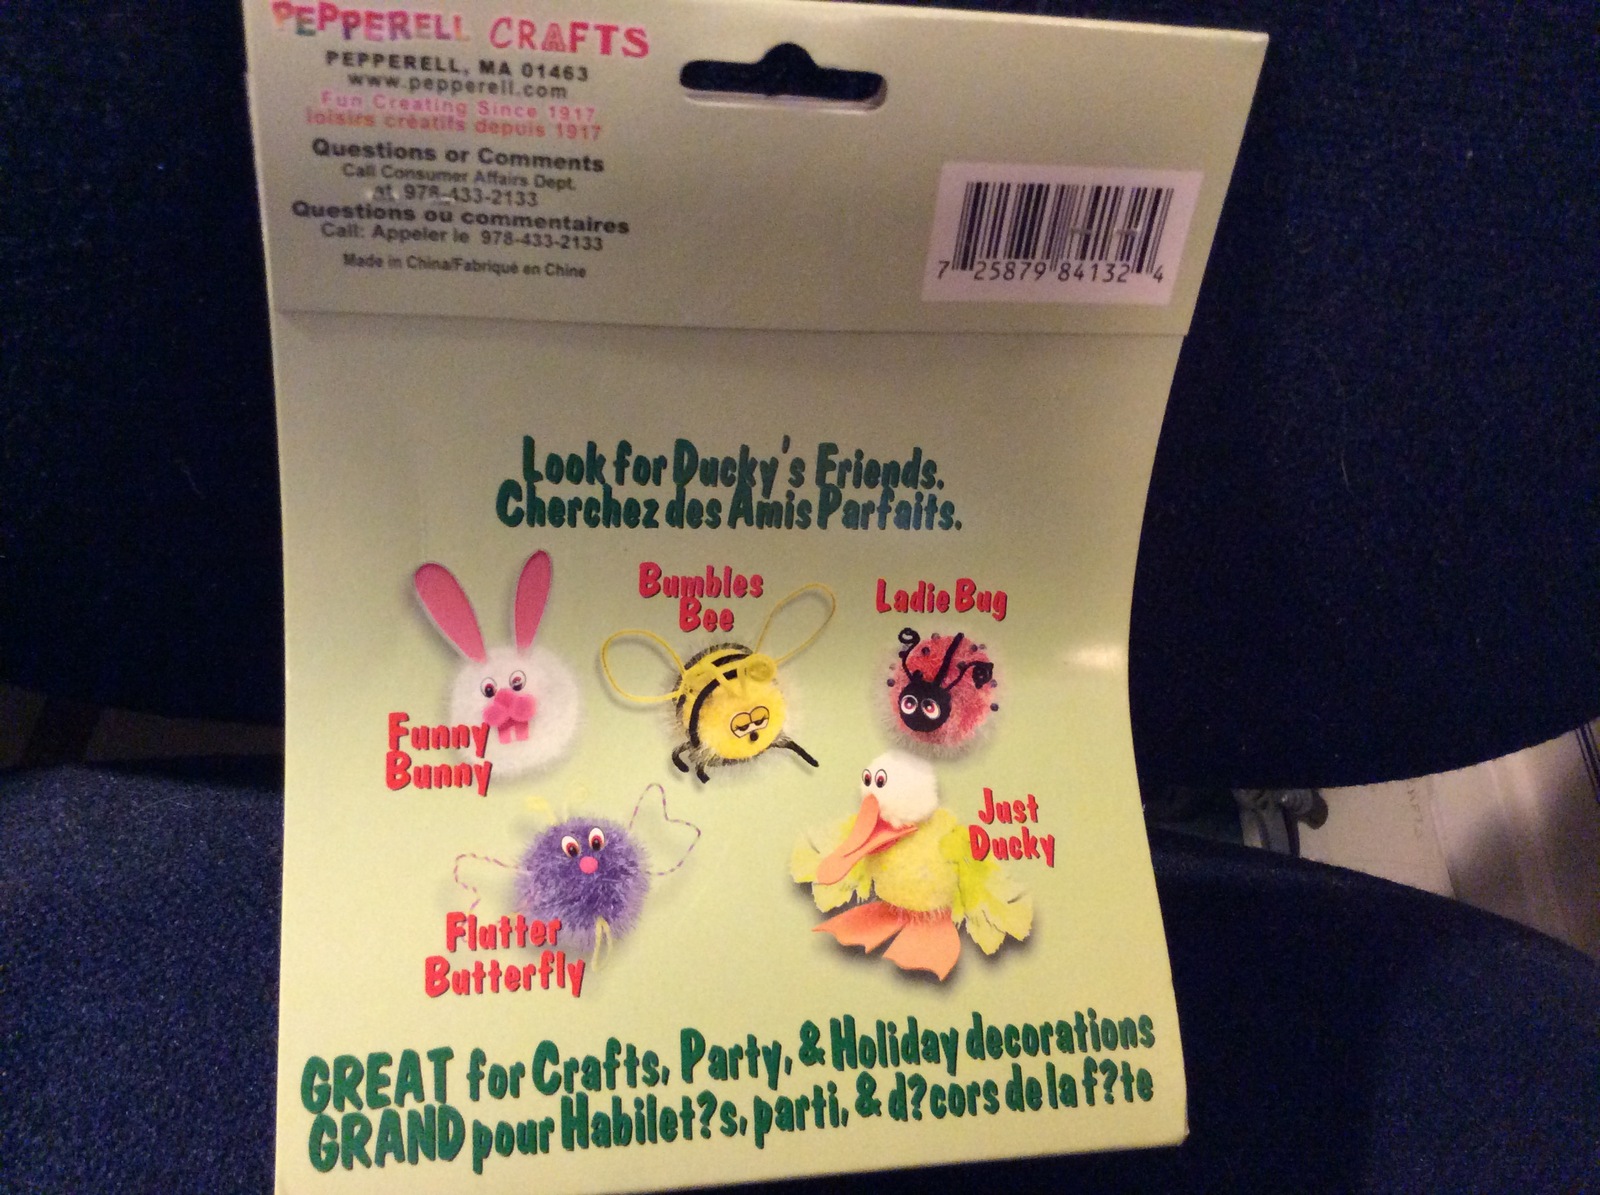 PEPPERELL CRAFTS
PEPPERELL, MA 01463
www.pepperell.com
Fun Creating Since 1917
loisirs créatifs depuis 1917
Questions or Comments
Call Consumer Affairs Dept.
at 978-433-2133
Questions ou commentaires
Call: Appeler le 978-433-2133
Made in China/Fabriqué en Chine
7 25879 84132 4
Look for Ducky's Friends.
Cherchez des Amis Parfaits.
Bumbles
Bee
Ladie Bug
Funny
Bunny
Just
Ducky
Flutter
Butterfly
GREAT for Crafts, Party, & Holiday decorations
GRAND pour Habilet?s, parti, & d?cors de la f?te